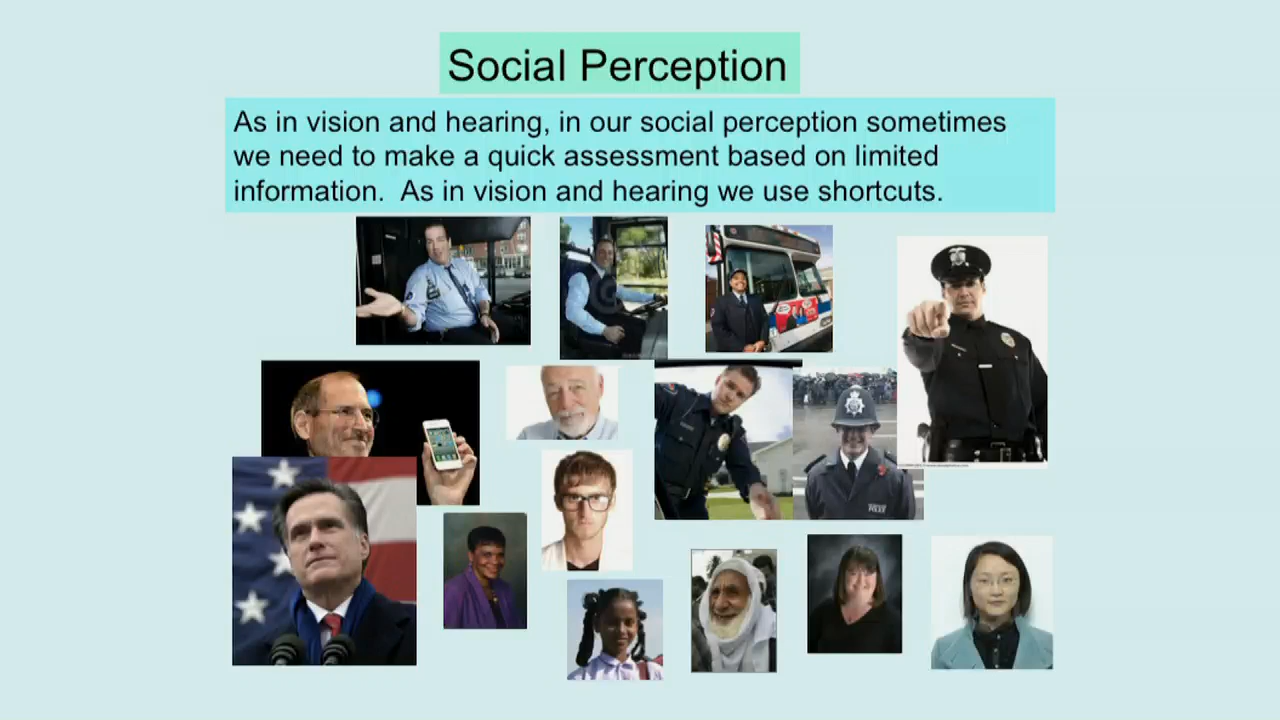 Social Perception
As in vision and hearing, in our social perception sometimes
we need to make a quick assessment based on limited
information.  As in vision and hearing we use shortcuts.
POLICE